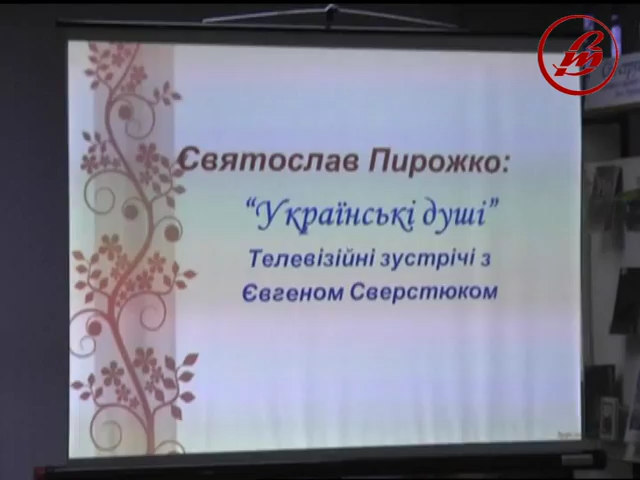 Святослав Пирожко:
“Українські душі”
Телевізійні зустрічі з
Євгеном Сверстюком